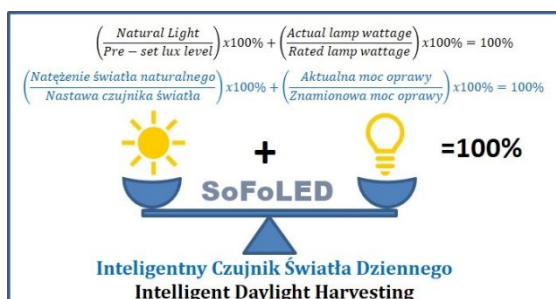 (Natural Light / Pre − set lux level) x100% + (Actual lamp wattage / Rated lamp wattage) x100% = 100%
(Natężenie światła naturalnego / Nastawa czujnika światła) x100% + (Aktualna moc oprawy / Znamionowa moc oprawy) x100% = 100%
+ =100%
SoFoLED
Inteligentny Czujnik Światła Dziennego
Intelligent Daylight Harvesting